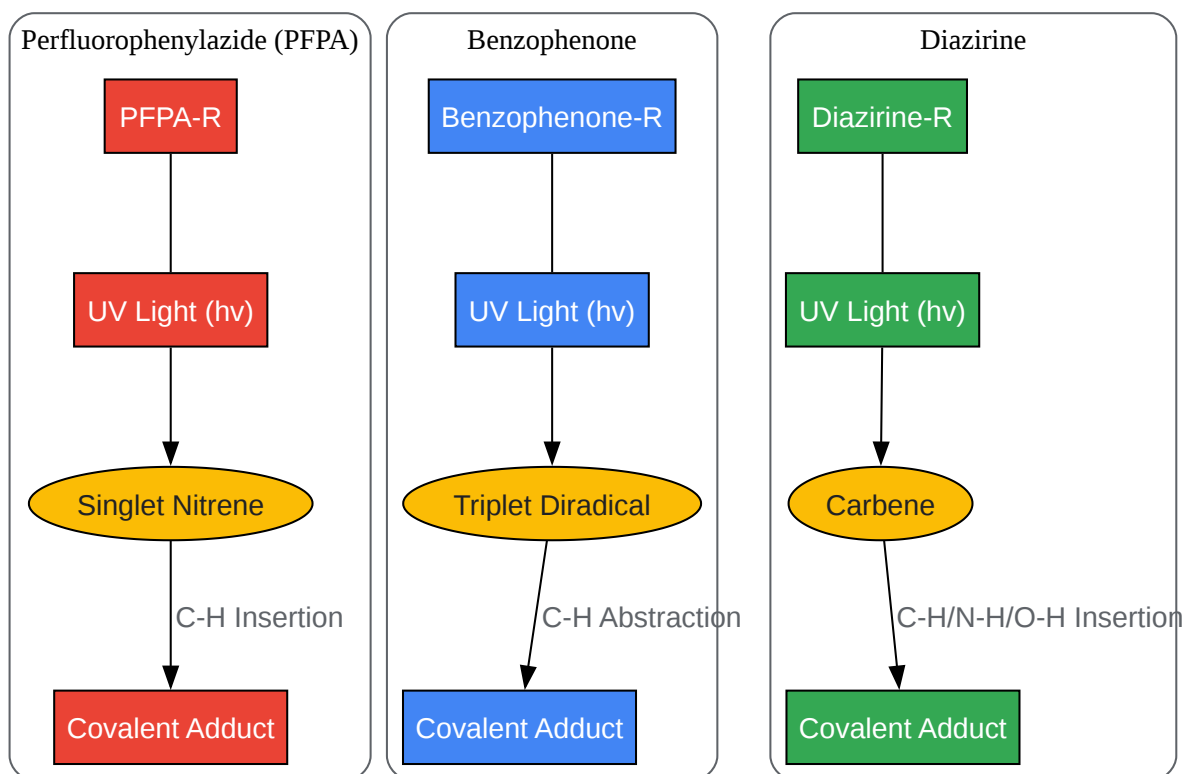 Perfluorophenylazide (PFPA)
PFPA-R
UV Light (hv)
Singlet Nitrene
C-H Insertion
Covalent Adduct
Benzophenone
Benzophenone-R
UV Light (hv)
Triplet Diradical
C-H Abstraction
Covalent Adduct
Diazirine
Diazirine-R
UV Light (hv)
Carbene
C-H/N-H/O-H Insertion
Covalent Adduct